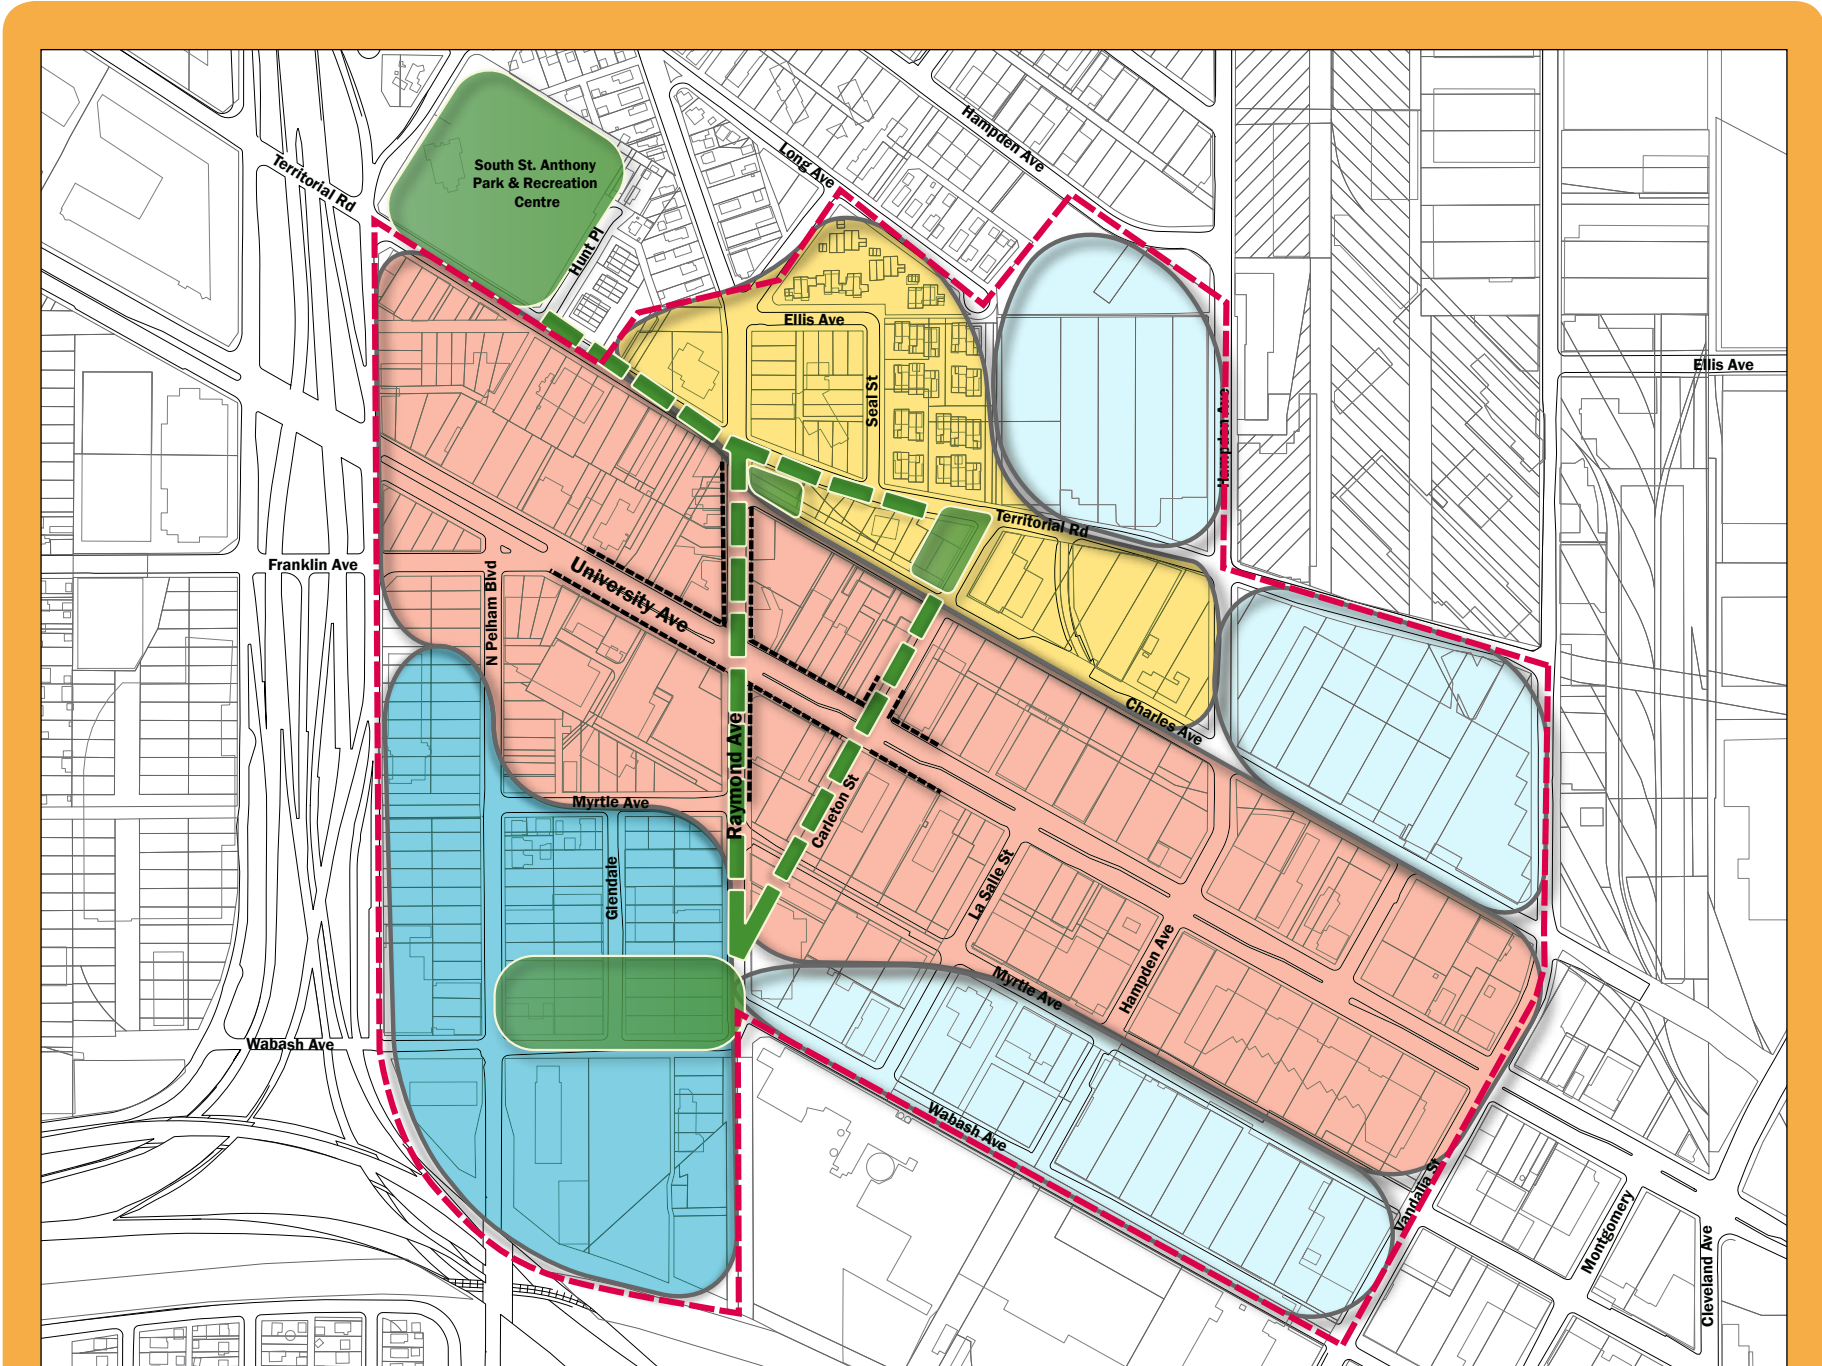 Hampden Ave
Long Ave
South St. Anthony
Park & Recreation
Centre
Territorial Rd
Hunt Pl
Ellis Ave
Ellis Ave
Seal St
Hampden Ave
Territorial Rd
Franklin Ave
N Pelham Blvd
University Ave
Charles Ave
Raymond Ave
Myrtle Ave
Carleton St
Glendale
La Salle St
Hampden Ave
Myrtle Ave
Wabash Ave
Wabash Ave
Vandalia St
Montgomery
Cleveland Ave